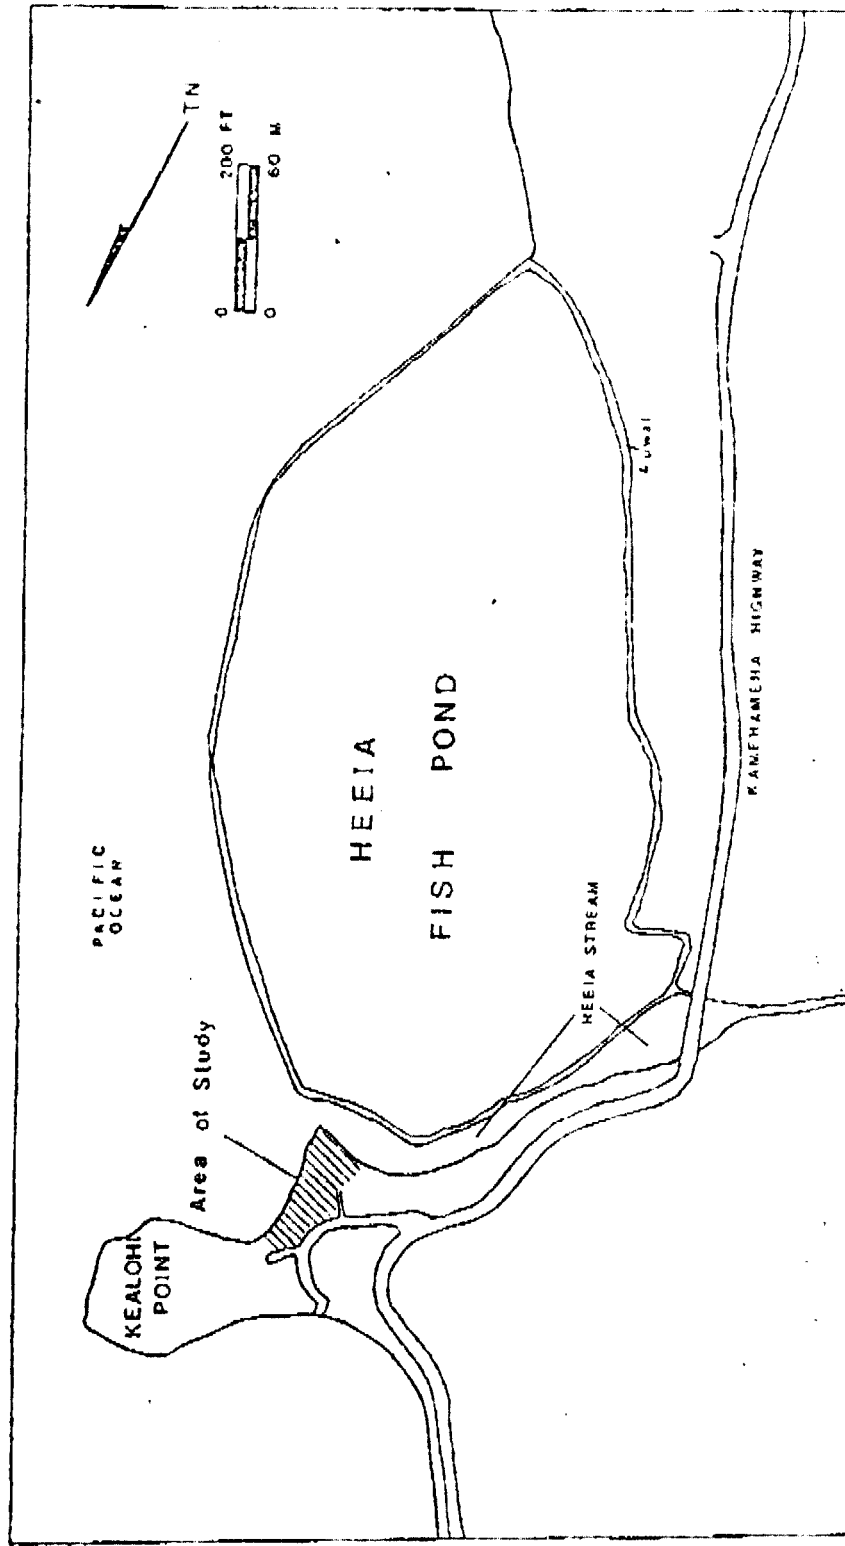 TN
0 200 FT
0 60 M
PACIFIC
OCEAN
HEEIA
FISH POND
Area of Study
KEALOHI
POINT
HEEIA STREAM
KAMEHAMEHA HIGHWAY